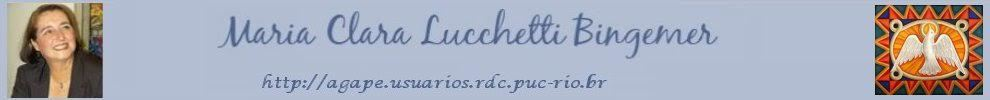 Maria Clara Lucchetti Bingemer
http://agape.usuarios.rdc.puc-rio.br